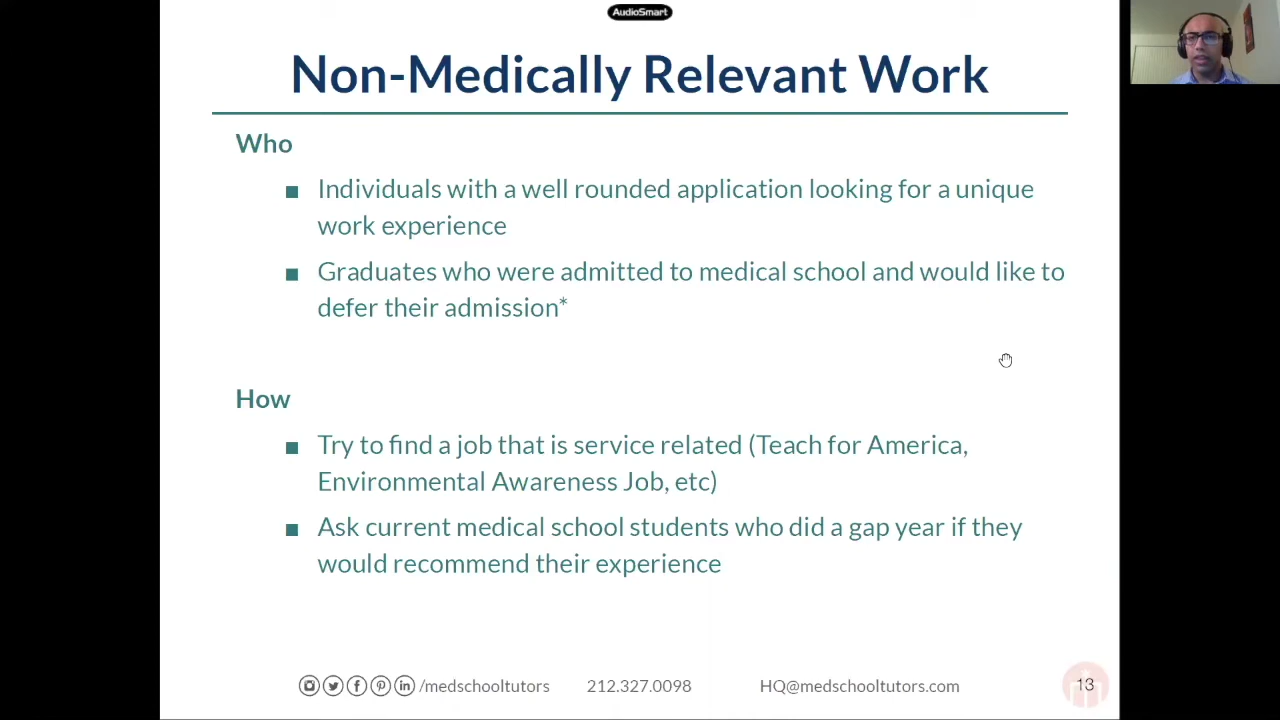 AudioSmart
Non-Medically Relevant Work
Who
■ Individuals with a well rounded application looking for a unique
work experience
■ Graduates who were admitted to medical school and would like to
defer their admission*
How
■ Try to find a job that is service related (Teach for America,
Environmental Awareness Job, etc)
■ Ask current medical school students who did a gap year if they
would recommend their experience
/medschooltutors 212.327.0098 HQ@medschooltutors.com 13